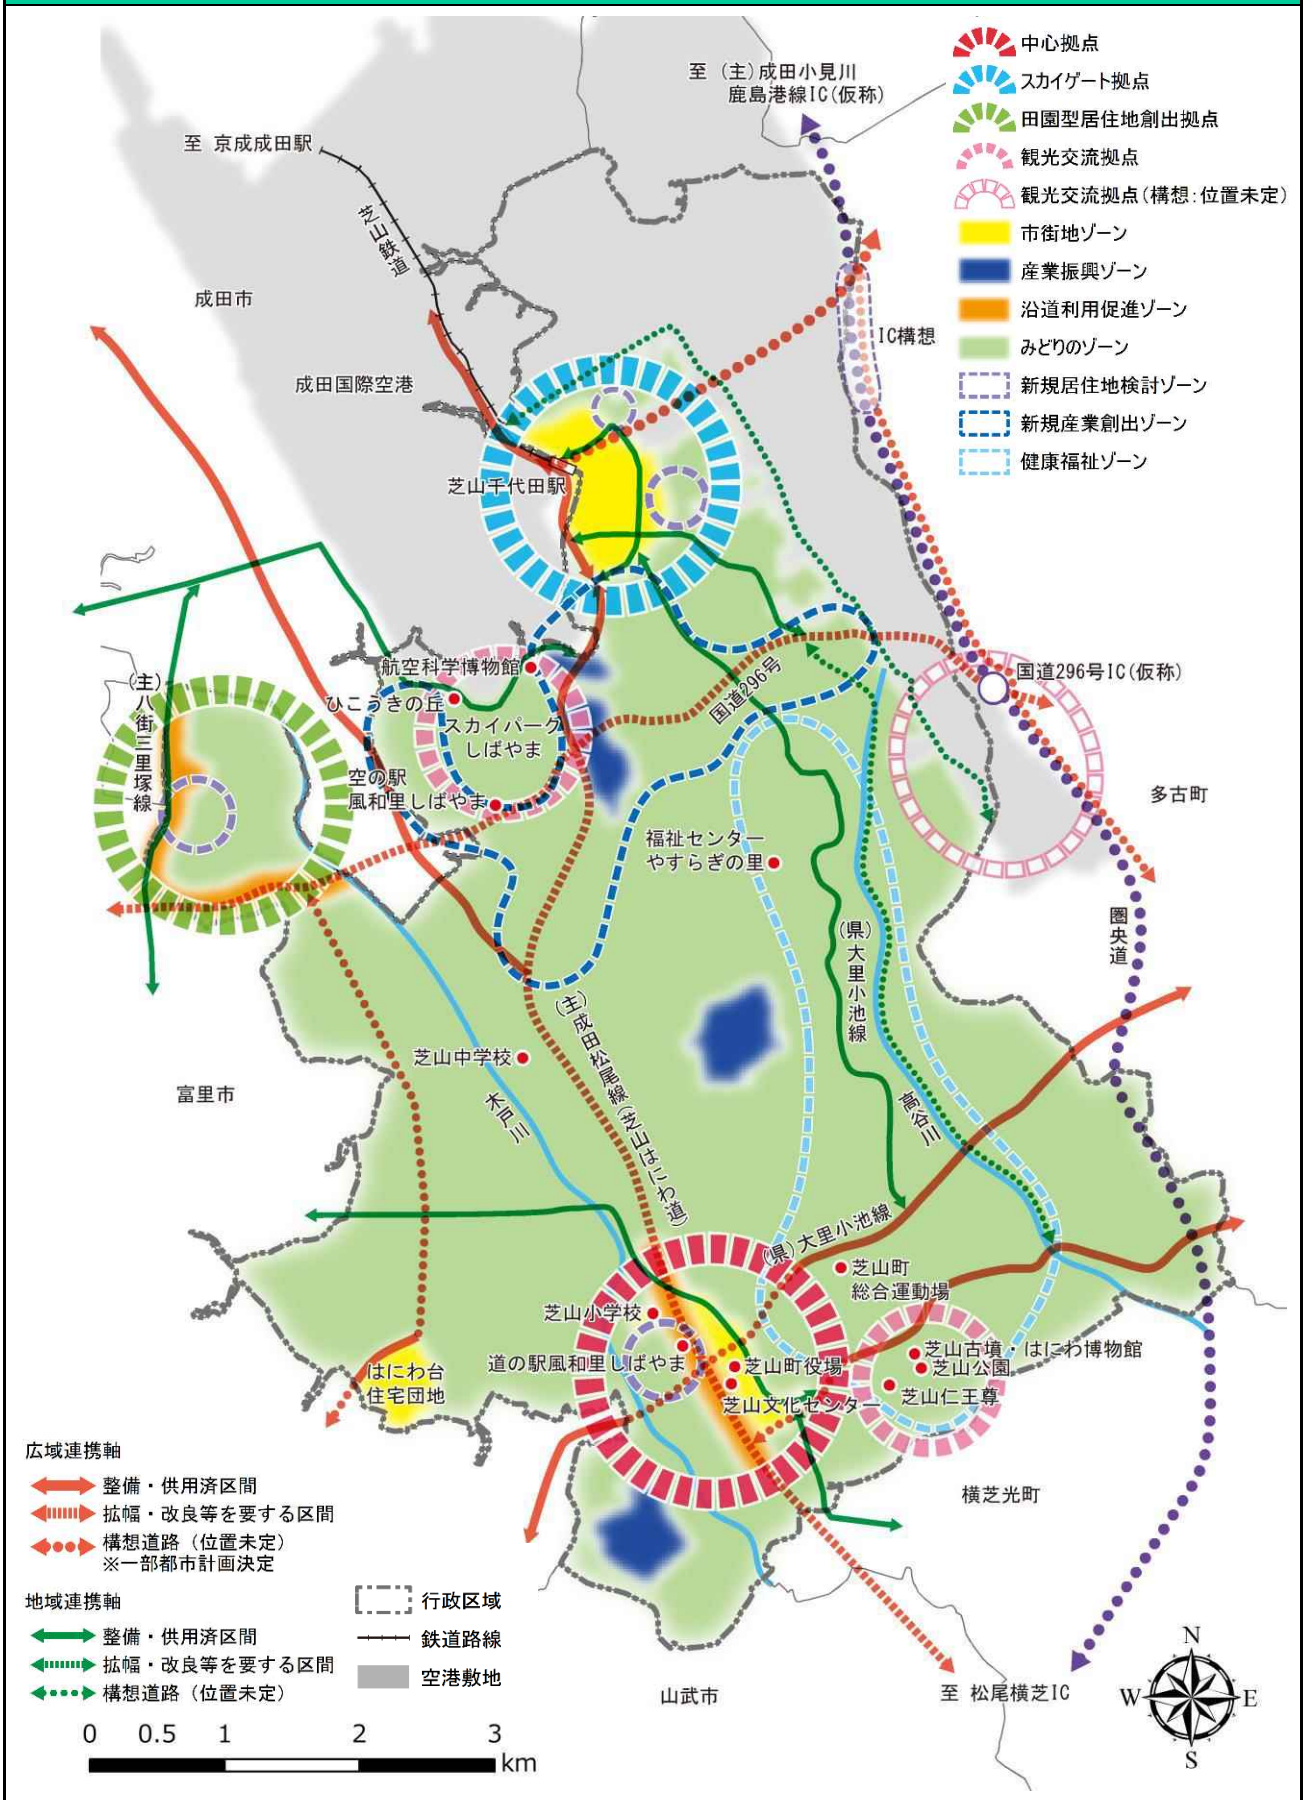 中心拠点
スカイゲート拠点
田園型居住地創出拠点
観光交流拠点
観光交流拠点(構想:位置未定)
市街地ゾーン
産業振興ゾーン
沿道利用促進ゾーン
みどりのゾーン
新規居住地検討ゾーン
新規産業創出ゾーン
健康福祉ゾーン
至 (主)成田小見川
鹿島港線IC(仮称)
至 京成成田駅
芝山鉄道
成田市
成田国際空港
IC構想
芝山千代田駅
航空科学博物館
ひこうきの丘
スカイパーク
しばやま
空の駅
風和里しばやま
国道296号
国道296号IC(仮称)
(主)八街三里塚線
多古町
福祉センター
やすらぎの里
(県)大里小池線
圏央道
(主)成田松尾線(芝山はにわ道)
芝山中学校
木戸川
高谷川
富里市
(県)大里小池線
芝山町
総合運動場
芝山小学校
道の駅風和里しばやま
芝山町役場
芝山文化センター
芝山古墳・はにわ博物館
芝山公園
芝山仁王尊
はにわ台
住宅団地
横芝光町
山武市
至 松尾横芝IC
広域連携軸
整備・供用済区間
拡幅・改良等を要する区間
構想道路(位置未定)
※一部都市計画決定
地域連携軸
整備・供用済区間
拡幅・改良等を要する区間
構想道路(位置未定)
行政区域
鉄道路線
空港敷地
0 0.5 1 2 3
km
N
W E
S